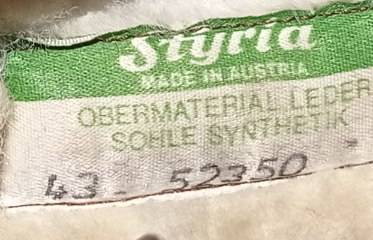 Styria
MADE IN AUSTRIA
OBERMATERIAL LEDER
SOHLE SYNTHETIK
43 - 52350 -